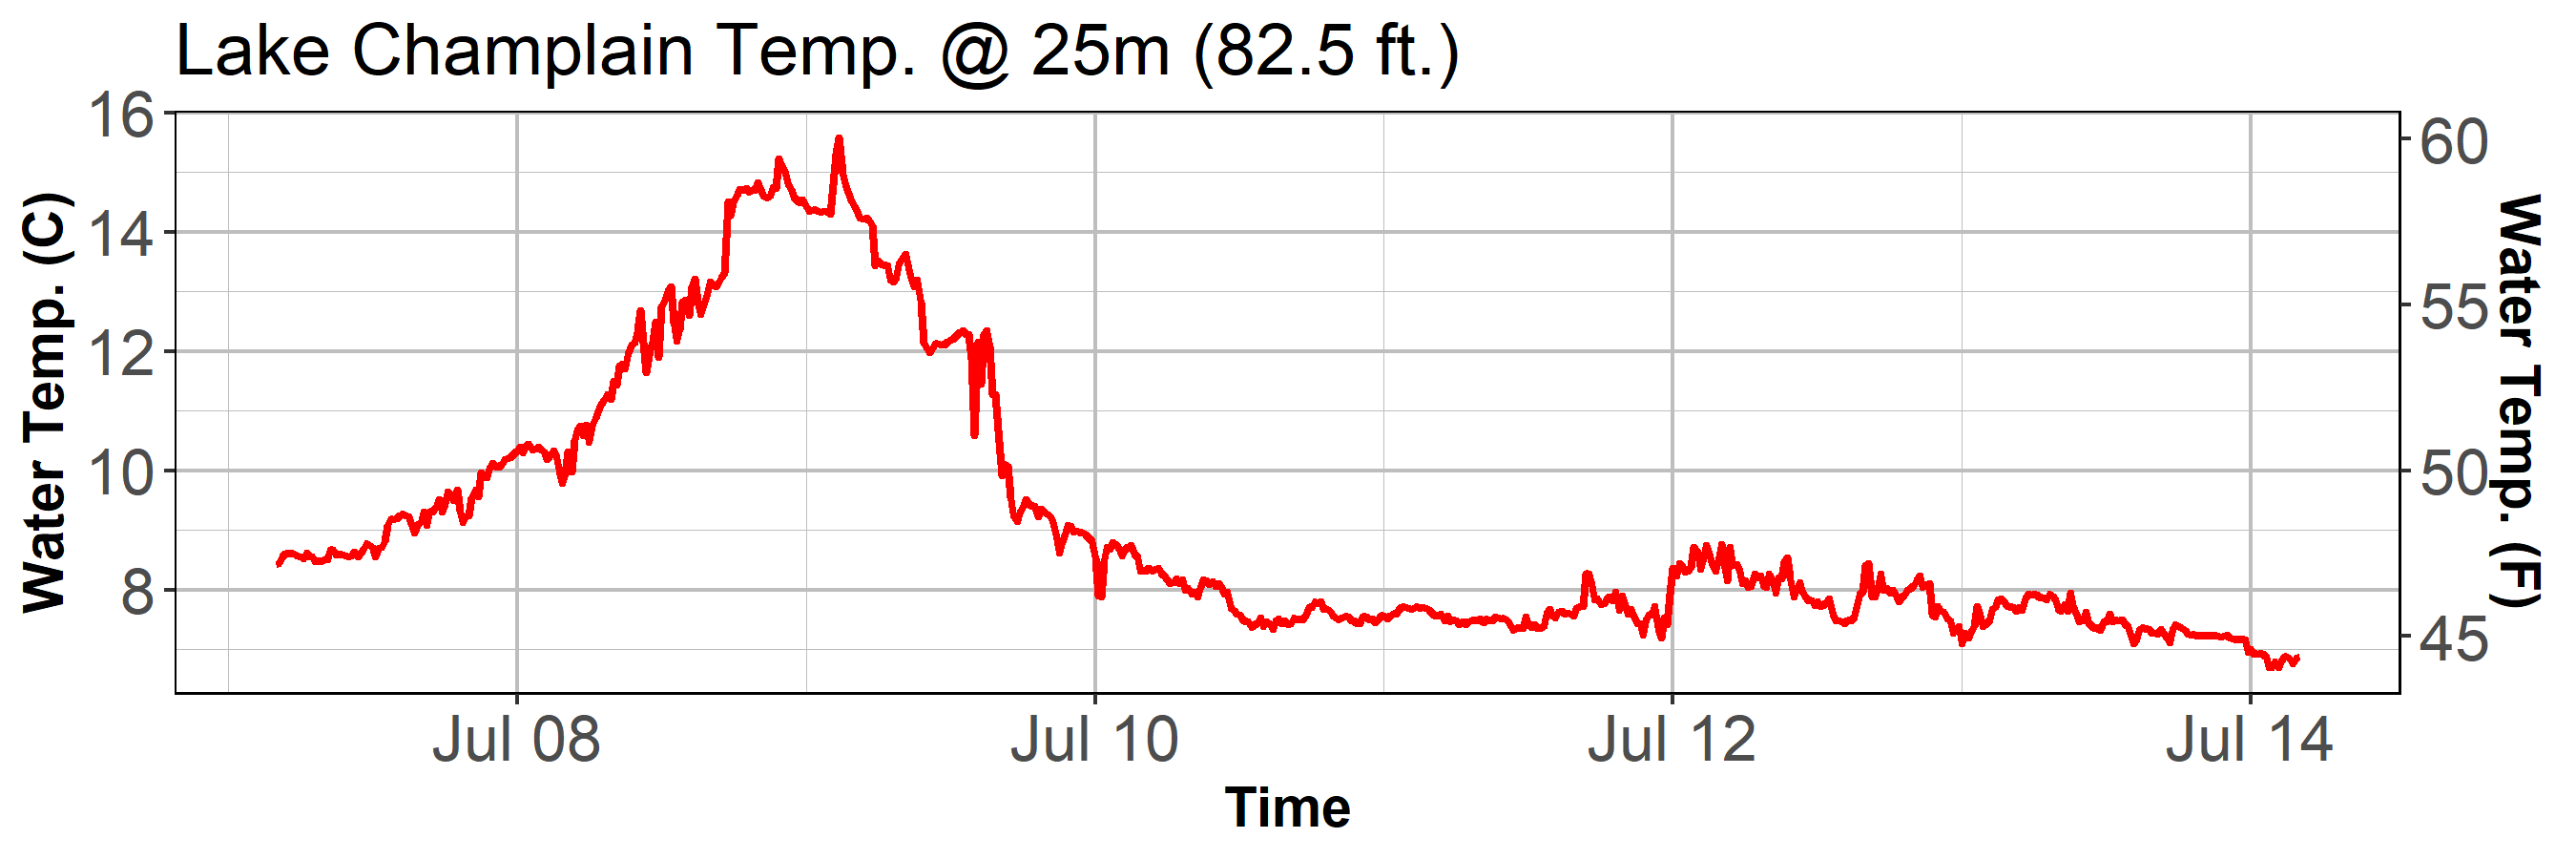 Lake Champlain Temp. @ 25m (82.5 ft.)
Water Temp. (C)
16
14
12
10
8
60
55
50
45
Water Temp. (F)
Jul 08 Jul 10 Jul 12 Jul 14
Time